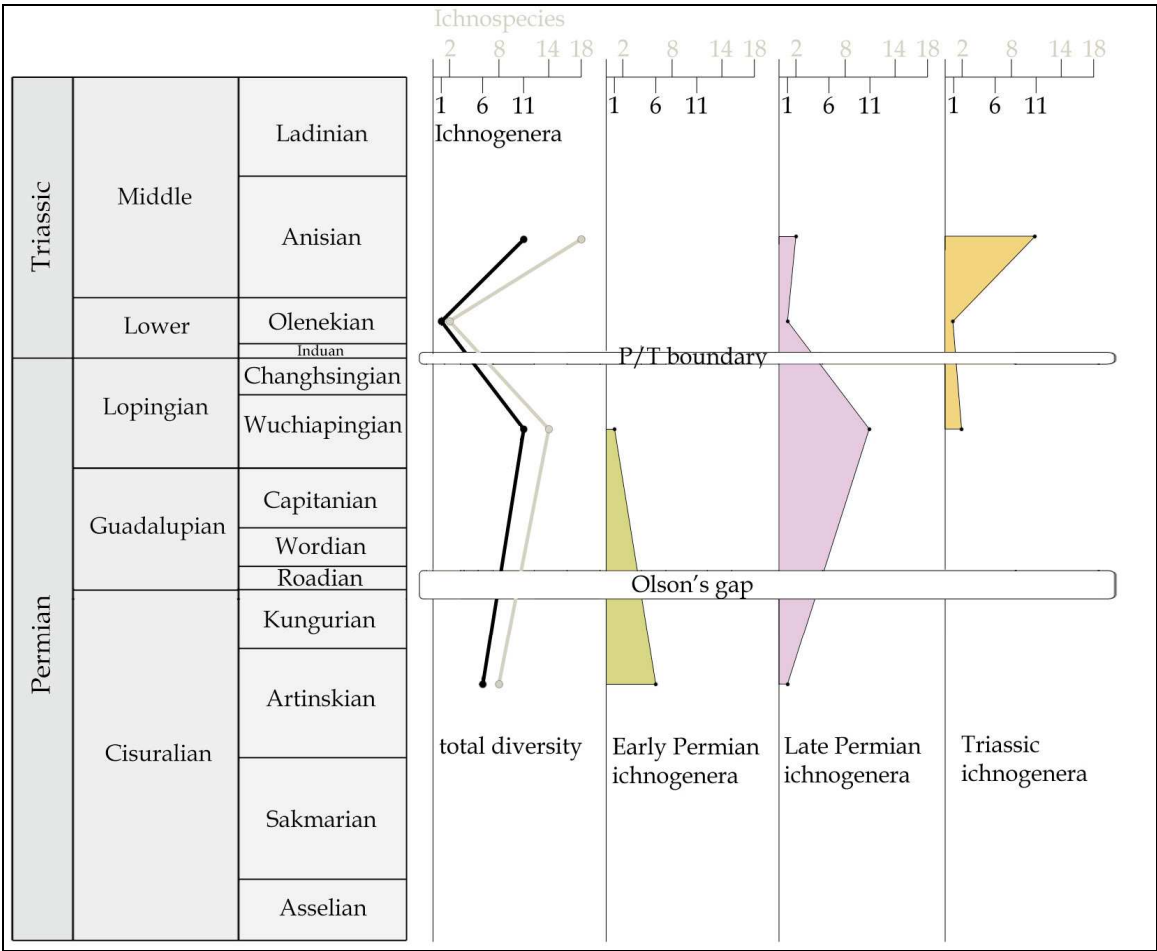 Ichnospecies
2 8 14 18 2 8 14 18 2 8 14 18 2 8 14 18
1 6 11 1 6 11 1 6 11 1 6 11
Ichnogenera
Triassic
Middle
Ladinian
Anisian
Lower
Olenekian
Induan
P/T boundary
Permian
Lopingian
Changhsingian
Wuchiapingian
Guadalupian
Capitanian
Wordian
Roadian
Olson's gap
Cisuralian
Kungurian
Artinskian
Sakmarian
Asselian
total diversity
Early Permian
ichnogenera
Late Permian
ichnogenera
Triassic
ichnogenera